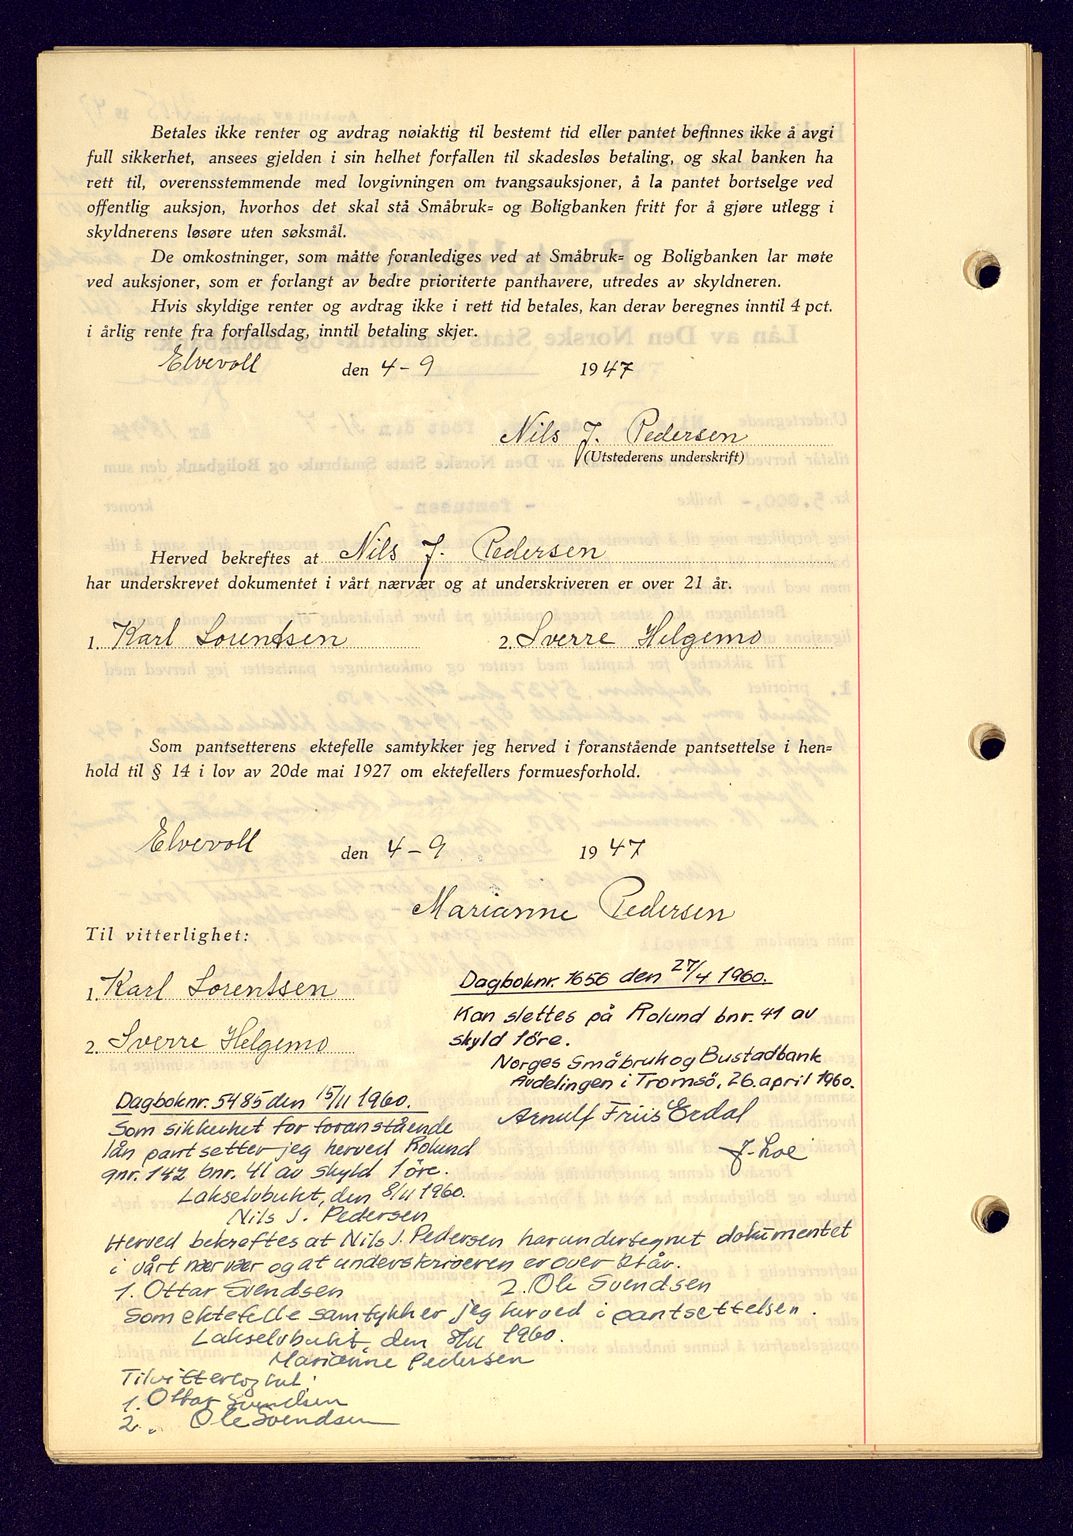 Betales ikke renter og avdrag nøiaktig til bestemt tid eller pantet befinnes ikke å avgi
full sikkerhet, ansees gjelden i sin helhet forfallen til skadesløs betaling, og skal banken ha
rett til, overensstemmende med lovgivningen om tvangsauksjoner, å la pantet bortselge ved
offentlig auksjon, hvorhos det skal stå Småbruk- og Boligbanken fritt for å gjøre utlegg i
skyldnerens løsøre uten søksmål.
De omkostninger, som måtte foranlediges ved at Småbruk- og Boligbanken lar møte
ved auksjoner, som er forlangt av bedre prioriterte panthavere, utredes av skyldneren.
Hvis skyldige renter og avdrag ikke i rett tid betales, kan derav beregnes inntil 4 pct.
i årlig rente fra forfallsdag, inntil betaling skjer.
Elvevoll den 4-9 1947
Nils J. Pedersen
(Utstederens underskrift)
Herved bekreftes at Nils J. Pedersen
har underskrevet dokumentet i vårt nærvær og at underskriveren er over 21 år.
1. Karl Lorentsen 2. Sverre Helgemo
Som pantsetterens ektefelle samtykker jeg herved i foranstående pantsettelse i hen-
hold til § 14 i lov av 20de mai 1927 om ektefellers formuesforhold.
Elvevoll den 4-9 1947
Marianne Pedersen
Til vitterlighet:
1. Karl Lorentsen
2. Sverre Helgemo
Dagboknr. 1656 den 27/4 1960.
Kan slettes på Rolund bnr. 41 av
skyld 1 öre.
Norges Småbruk og Bustadbank
Avdelingen i Tromsö, 26. april 1960.
Arnulf Friis Erdal
J. Loe
Dagboknr. 5485 den 15/11 1960.
Som sikkerhet for foranstående
lån pantsetter jeg herved Rolund
gnr. 142 bnr. 41 av skyld 1 öre.
Lakselvbukt, den 8/11 1960.
Nils J. Pedersen
Herved bekreftes at Nils J. Pedersen har undertegnet dokumentet
i vårt nærvær og at underskriveren er over 21 år.
1. Ottar Svendsen 2. Ole Svendsen
Som ektefelle samtykker jeg herved i pantsettelsen.
Lakselvbukt, den 8/11 1960.
Marianne Pedersen
Til vitterlighet:
1. Ottar Svendsen
2. " Ole Svendsen